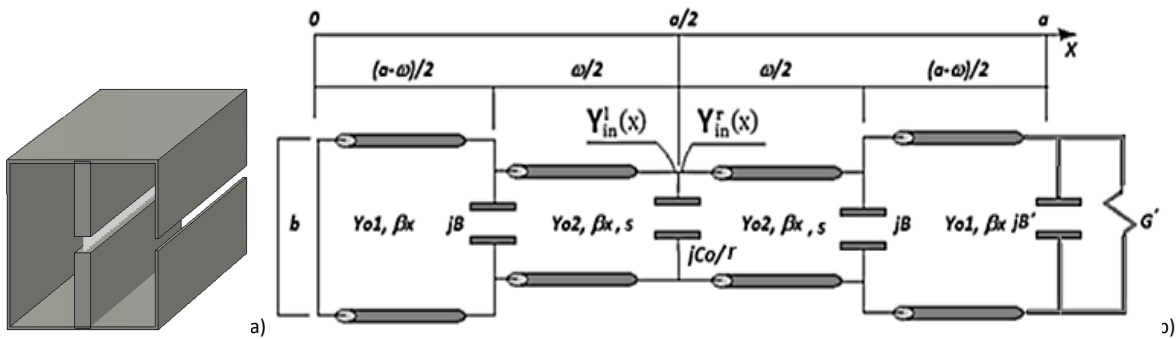 0 a/2 a
X
(a-ω)/2 ω/2 ω/2 (a-ω)/2
Y^l_in(x) Y^r_in(x)
b Yo1, βx jB Yo2, βx, s Yo2, βx, s jB Yo1, βx jB' G'
jCo/r
a) b)